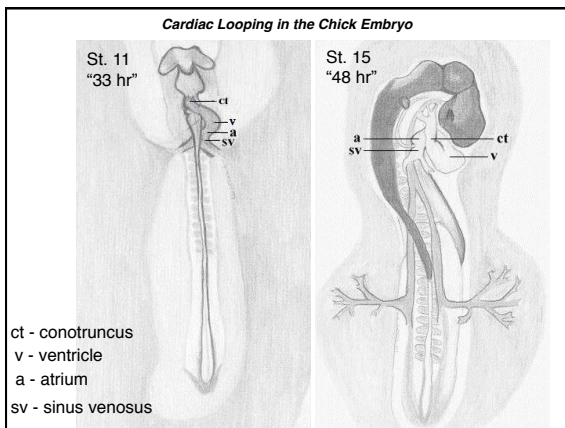 Cardiac Looping in the Chick Embryo
St. 11
“33 hr”
ct
v
a
sv
St. 15
“48 hr”
a
ct
sv
v
ct - conotruncus
v - ventricle
a - atrium
sv - sinus venosus